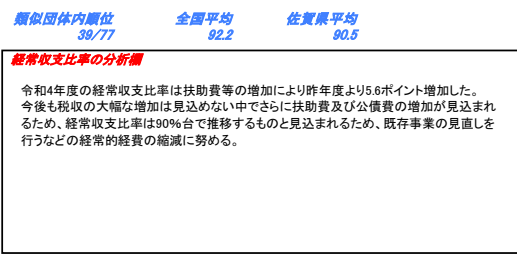 類似団体内順位 全国平均 佐賀県平均
39/77 92.2 90.5
経常収支比率の分析欄
令和4年度の経常収支比率は扶助費等の増加により昨年度より5.6ポイント増加した。
今後も税収の大幅な増加は見込めない中でさらに扶助費及び公債費の増加が見込まれ
るため、経常収支比率は90%台で推移するものと見込まれるため、既存事業の見直しを
行うなどの経常的経費の縮減に努める。